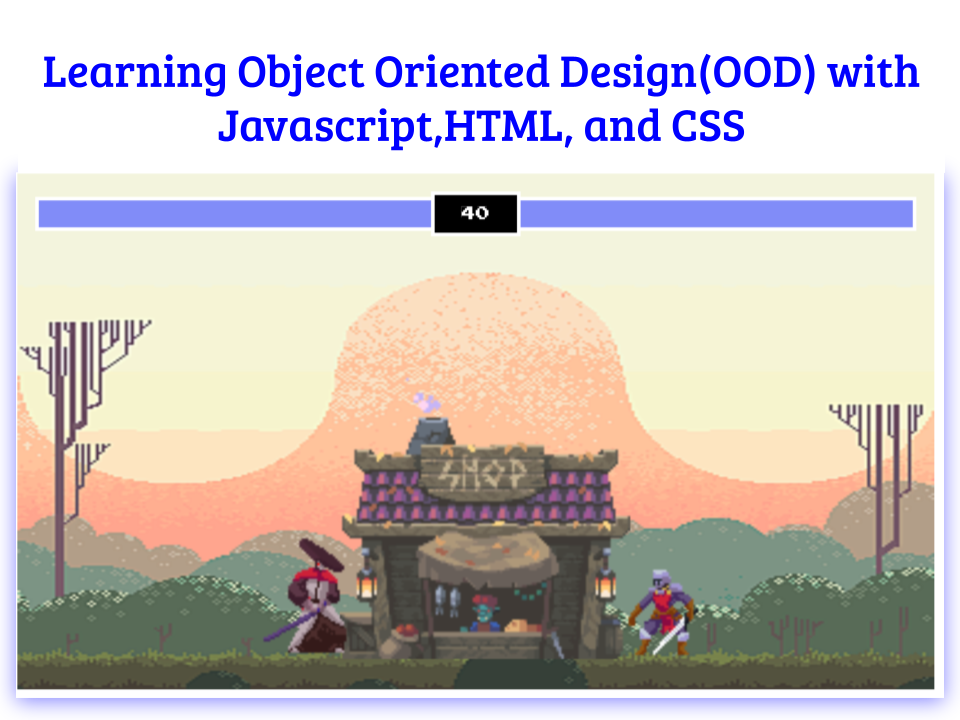 Learning Object Oriented Design(OOD) with
Javascript,HTML, and CSS
40
SHOP